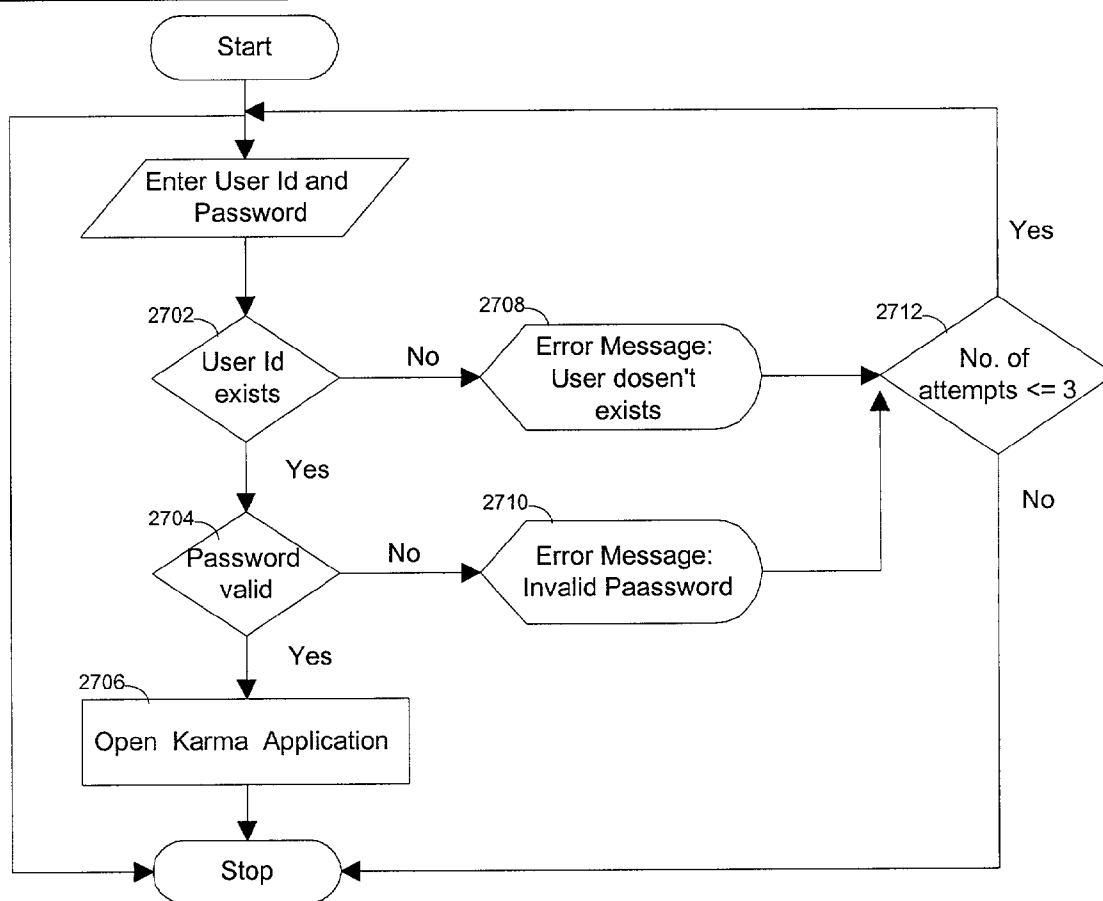 Start
Enter User Id and
Password
2702
User Id
exists
No
2708
Error Message:
User dosen't
exists
2712
No. of
attempts <= 3
Yes
No
Yes
2704
Password
valid
No
2710
Error Message:
Invalid Paassword
Yes
2706
Open Karma Application
Stop